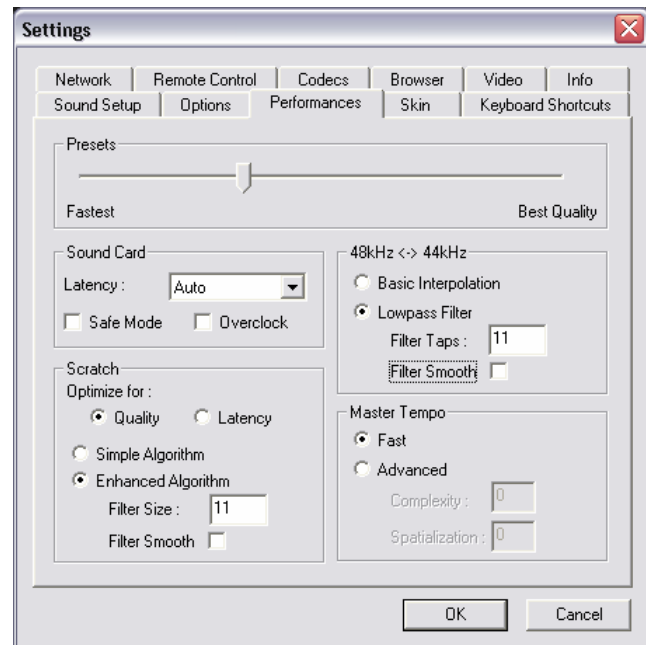 Settings
Network Remote Control Codecs Browser Video Info
Sound Setup Options Performances Skin Keyboard Shortcuts
Presets
Fastest Best Quality
Sound Card
Latency : Auto
Safe Mode Overclock
Scratch
Optimize for :
Quality Latency
Simple Algorithm
Enhanced Algorithm
Filter Size : 11
Filter Smooth
48kHz <-> 44kHz
Basic Interpolation
Lowpass Filter
Filter Taps : 11
Filter Smooth
Master Tempo
Fast
Advanced
Complexity : 0
Spatialization : 0
OK Cancel